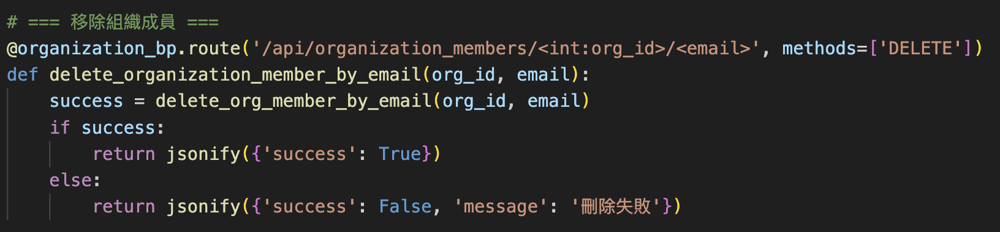 # === 移除組織成員 ===
@organization_bp.route('/api/organization_members/<int:org_id>/<email>', methods=['DELETE'])
def delete_organization_member_by_email(org_id, email):
    success = delete_org_member_by_email(org_id, email)
    if success:
        return jsonify({'success': True})
    else:
        return jsonify({'success': False, 'message': '刪除失敗'})